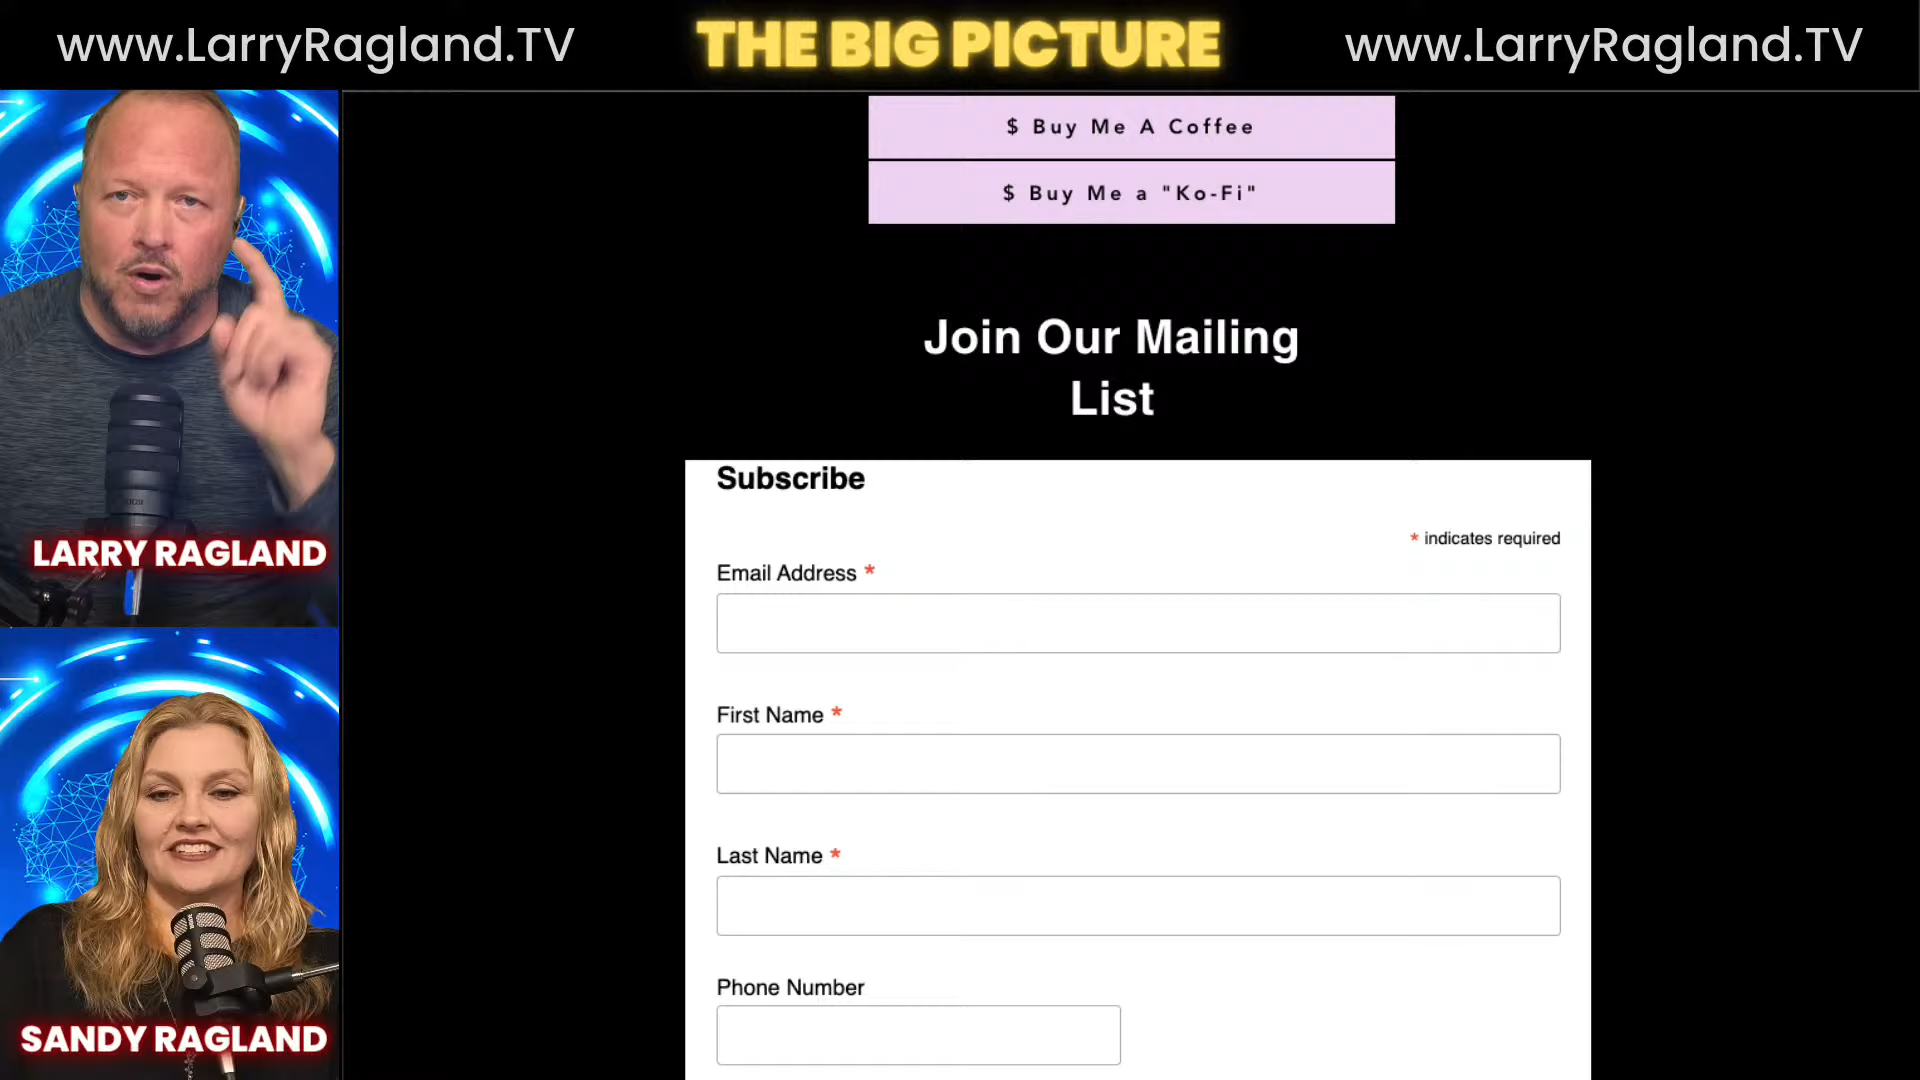 www.LarryRagland.TV
THE BIG PICTURE
www.LarryRagland.TV
$ Buy Me A Coffee
$ Buy Me a "Ko-Fi"
Join Our Mailing
List
Subscribe
* indicates required
Email Address *
First Name *
Last Name *
Phone Number
LARRY RAGLAND
SANDY RAGLAND